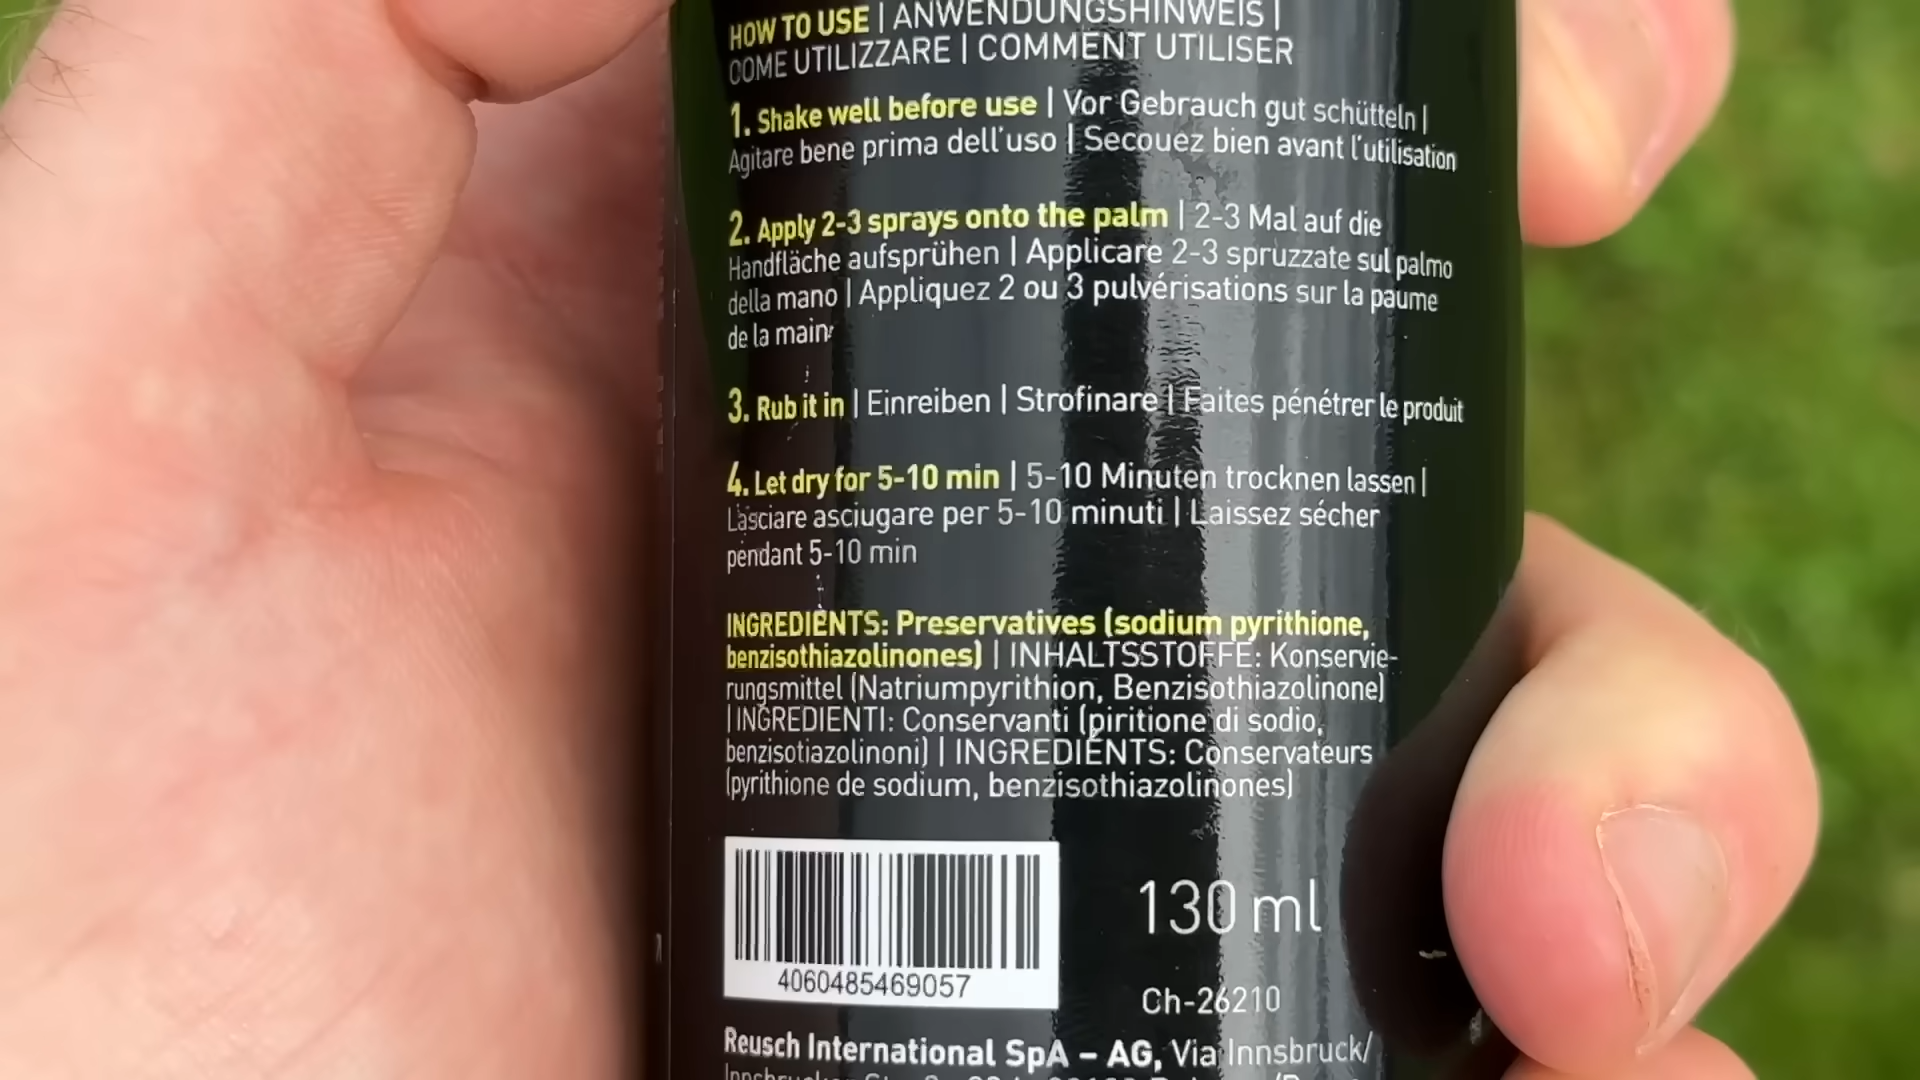 HOW TO USE | ANWENDUNGSHINWEIS |
COME UTILIZZARE | COMMENT UTILISER
1. Shake well before use | Vor Gebrauch gut schütteln |
Agitare bene prima dell'uso | Secouez bien avant l'utilisation
2. Apply 2-3 sprays onto the palm | 2-3 Mal auf die
Handfläche aufsprühen | Applicare 2-3 spruzzate sul palmo
della mano | Appliquez 2 ou 3 pulvérisations sur la paume
de la main
3. Rub it in | Einreiben | Strofinare | Faites pénétrer le produit
4. Let dry for 5-10 min | 5-10 Minuten trocknen lassen |
Lasciare asciugare per 5-10 minuti | Laissez sécher
pendant 5-10 min
INGREDIENTS: Preservatives (sodium pyrithione,
benzisothiazolinones) | INHALTSSTOFFE: Konservie-
rungsmittel (Natriumpyrithion, Benzisothiazolinone)
| INGREDIENTI: Conservanti (piritione di sodio,
benzisotiazolinoni) | INGREDIENTS: Conservateurs
(pyrithione de sodium, benzisothiazolinones)
4060485469057
130 ml
Ch-26210
Reusch International SpA – AG, Via Innsbruck/